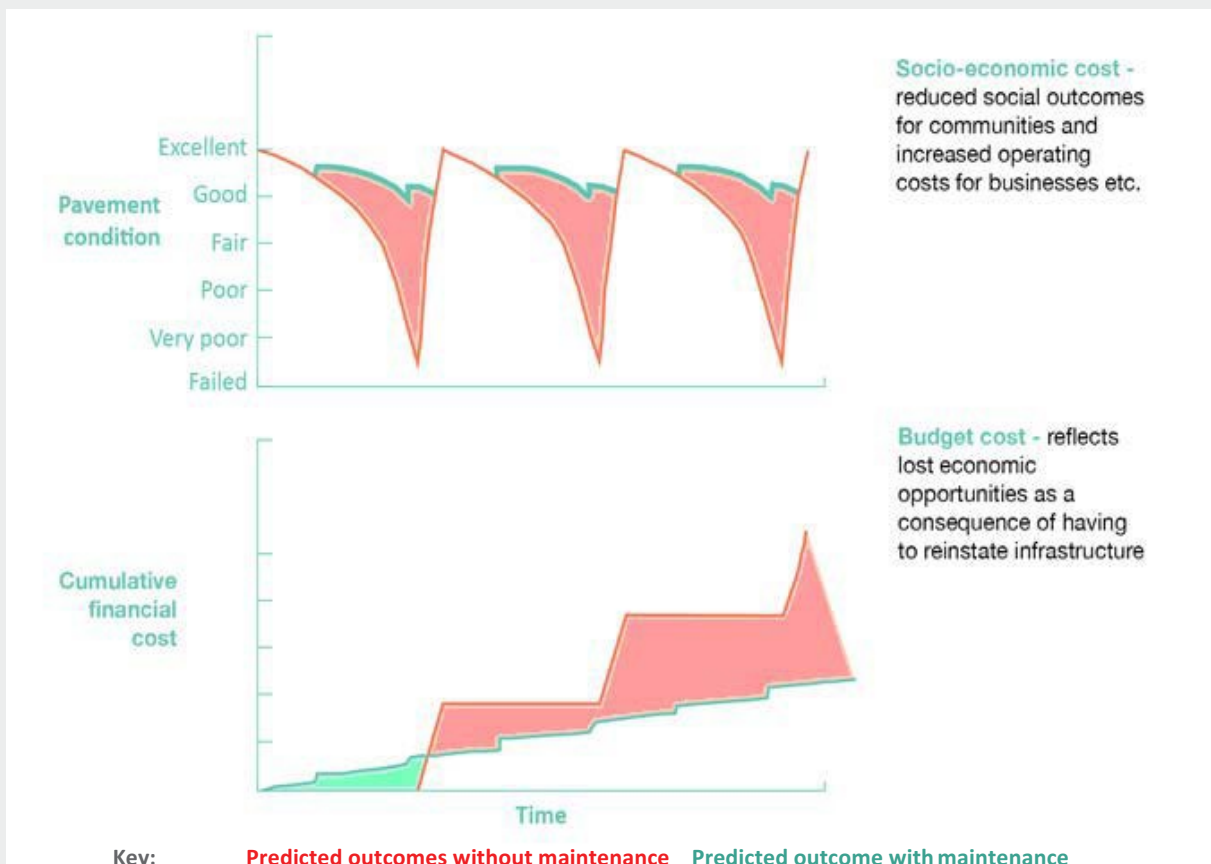 Socio-economic cost -
reduced social outcomes
for communities and
increased operating
costs for businesses etc.
Excellent
Good
Pavement
condition
Fair
Poor
Very poor
Failed
Budget cost - reflects
lost economic
opportunities as a
consequence of having
to reinstate infrastructure
Cumulative
financial
cost
Time
Key: Predicted outcomes without maintenance Predicted outcome with maintenance